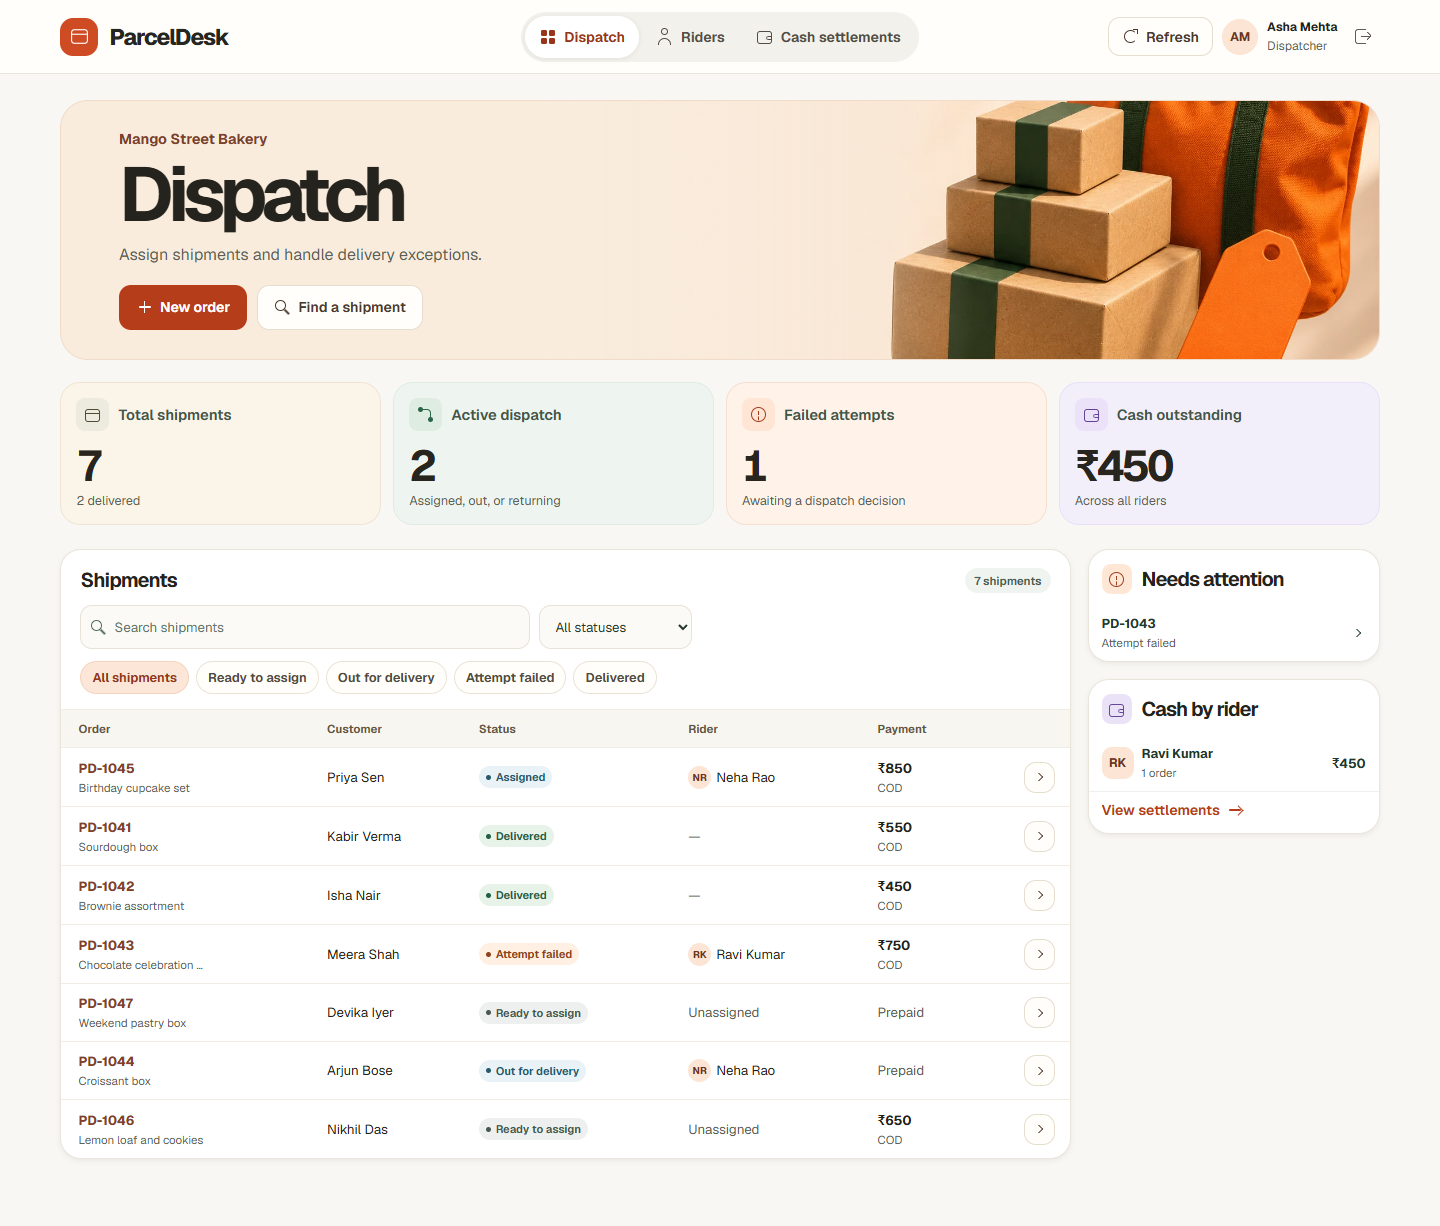 ParcelDesk
Dispatch
Riders
Cash settlements
Refresh
AM
Asha Mehta
Dispatcher
Mango Street Bakery
Dispatch
Assign shipments and handle delivery exceptions.
New order
Find a shipment
Total shipments
7
2 delivered
Active dispatch
2
Assigned, out, or returning
Failed attempts
1
Awaiting a dispatch decision
Cash outstanding
₹450
Across all riders
Shipments
7 shipments
Search shipments
All statuses
All shipments
Ready to assign
Out for delivery
Attempt failed
Delivered
Order Customer Status Rider Payment
PD-1045
Birthday cupcake set
Priya Sen
Assigned
NR Neha Rao
₹850
COD
PD-1041
Sourdough box
Kabir Verma
Delivered
—
₹550
COD
PD-1042
Brownie assortment
Isha Nair
Delivered
—
₹450
COD
PD-1043
Chocolate celebration ...
Meera Shah
Attempt failed
RK Ravi Kumar
₹750
COD
PD-1047
Weekend pastry box
Devika Iyer
Ready to assign
Unassigned
Prepaid
PD-1044
Croissant box
Arjun Bose
Out for delivery
NR Neha Rao
Prepaid
PD-1046
Lemon loaf and cookies
Nikhil Das
Ready to assign
Unassigned
₹650
COD
Needs attention
PD-1043
Attempt failed
Cash by rider
RK
Ravi Kumar
1 order
₹450
View settlements